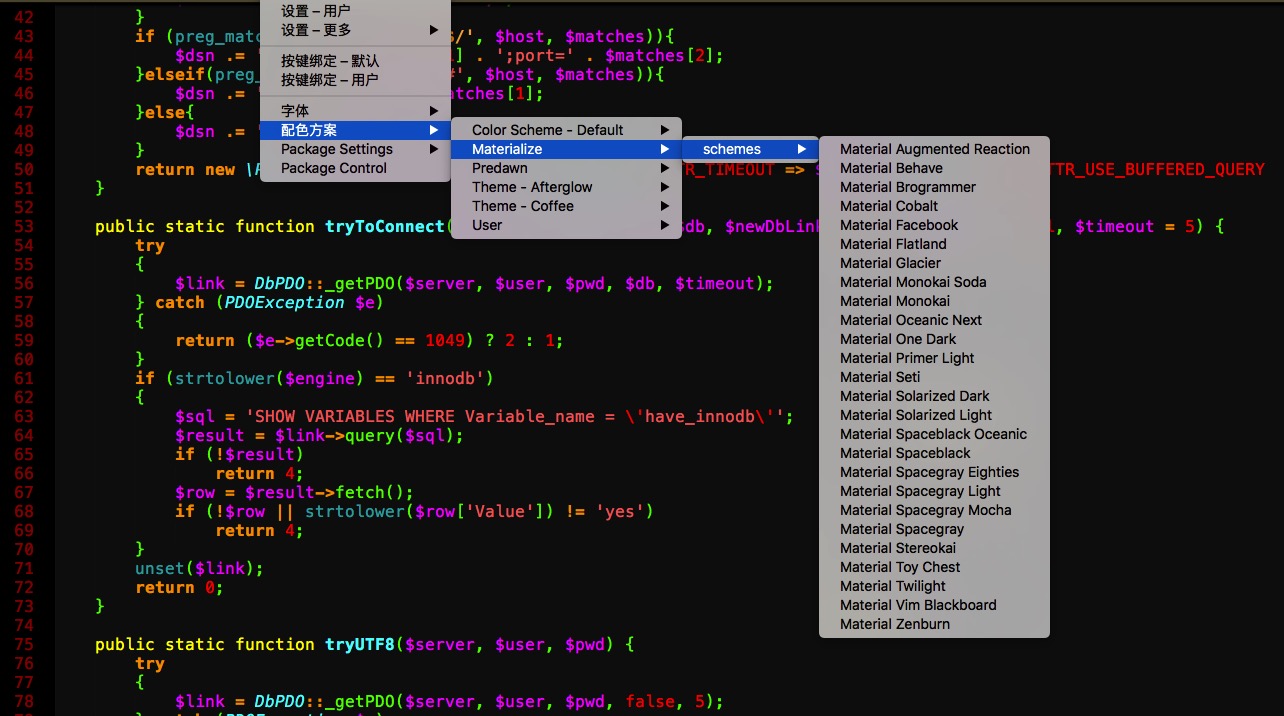 设置 – 用户
设置 – 更多
按键绑定 – 默认
按键绑定 – 用户
字体
配色方案
Package Settings
Package Control
Color Scheme - Default
Materialize
Predawn
Theme - Afterglow
Theme - Coffee
User
schemes
Material Augmented Reaction
Material Behave
Material Brogrammer
Material Cobalt
Material Facebook
Material Flatland
Material Glacier
Material Monokai Soda
Material Monokai
Material Oceanic Next
Material One Dark
Material Primer Light
Material Seti
Material Solarized Dark
Material Solarized Light
Material Spaceblack Oceanic
Material Spaceblack
Material Spacegray Eighties
Material Spacegray Light
Material Spacegray Mocha
Material Spacegray
Material Stereokai
Material Toy Chest
Material Twilight
Material Vim Blackboard
Material Zenburn
42 }
43 if (preg_matc /', $host, $matches)){
44 $dsn .= ' ] . ';port=' . $matches[2];
45 }elseif(preg_ ', $host, $matches)){
46 $dsn .= ' tches[1];
47 }else{
48 $dsn .= '
49 }
50 return new \ R_TIMEOUT => TTR_USE_BUFFERED_QUERY
51 }
52
53 public static function tryToConnect( db, $newDbLin , $timeout = 5) {
54 try
55 {
56 $link = DbPDO::_getPDO($server, $user, $pwd, $db, $timeout);
57 } catch (PDOException $e)
58 {
59 return ($e->getCode() == 1049) ? 2 : 1;
60 }
61 if (strtolower($engine) == 'innodb')
62 {
63 $sql = 'SHOW VARIABLES WHERE Variable_name = \'have_innodb\'';
64 $result = $link->query($sql);
65 if (!$result)
66 return 4;
67 $row = $result->fetch();
68 if (!$row || strtolower($row['Value']) != 'yes')
69 return 4;
70 }
71 unset($link);
72 return 0;
73 }
74
75 public static function tryUTF8($server, $user, $pwd) {
76 try
77 {
78 $link = DbPDO::_getPDO($server, $user, $pwd, false, 5);